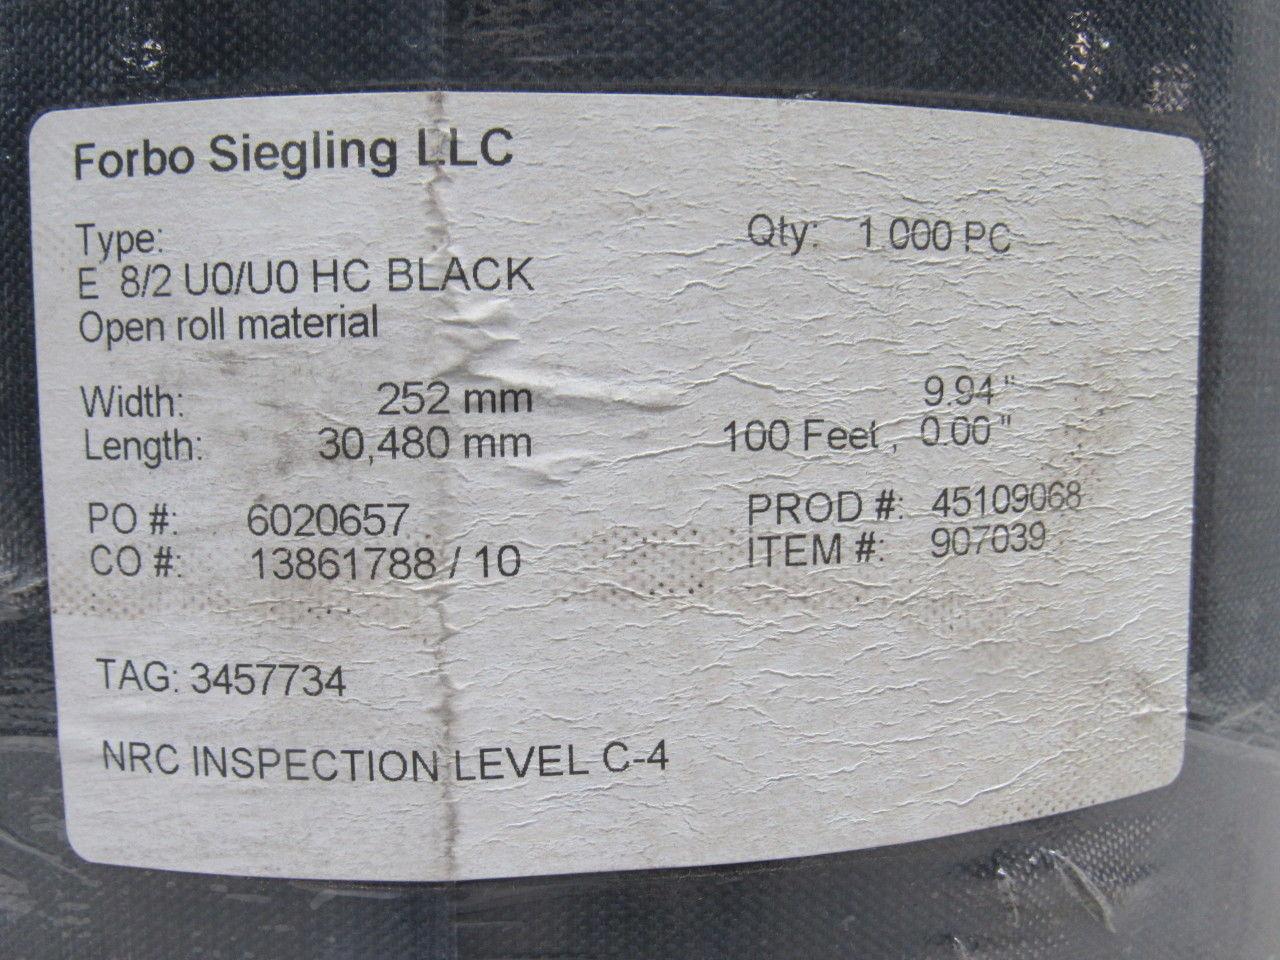 Forbo Siegling LLC
Type: Qty: 1.000 PC
E 8/2 U0/U0 HC BLACK
Open roll material
Width: 252 mm 9.94 "
Length: 30,480 mm 100 Feet , 0.00 "
PO #: 6020657 PROD #: 45109068
CO #: 13861788 / 10 ITEM #: 907039
TAG: 3457734
NRC INSPECTION LEVEL C-4